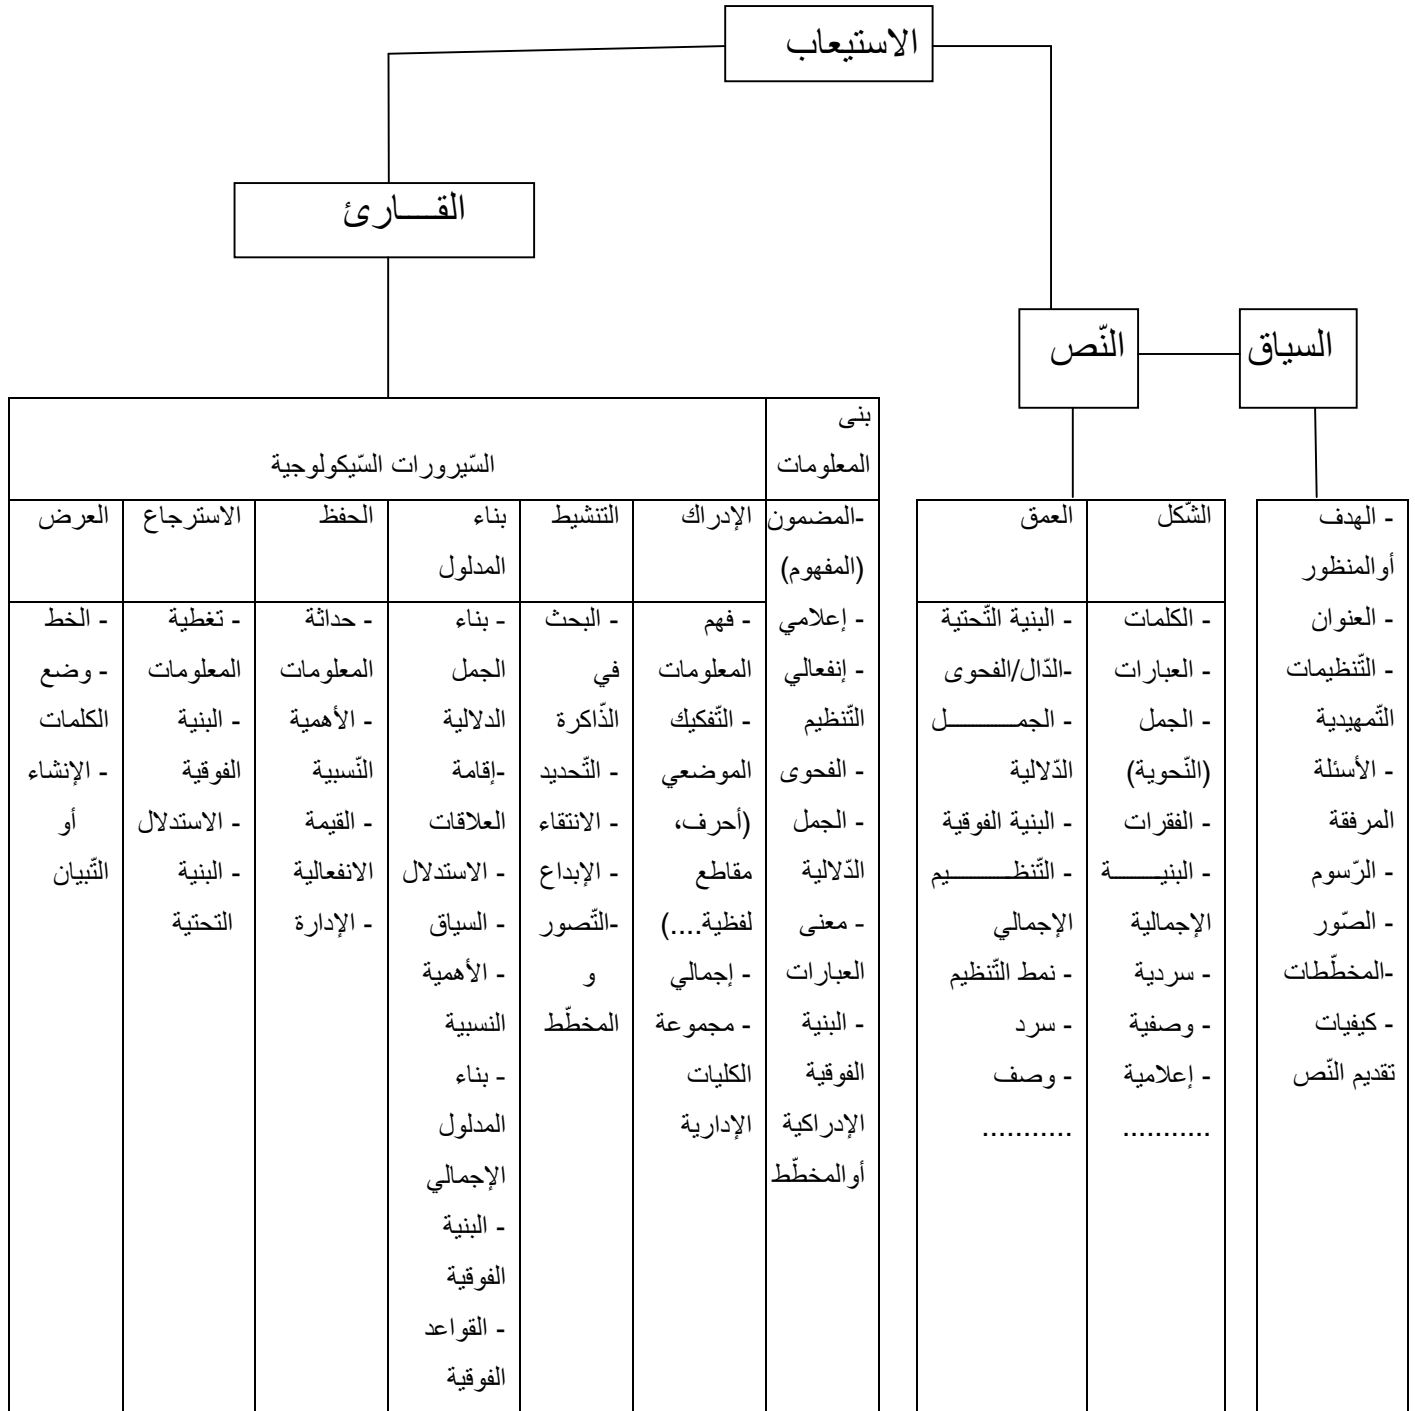 الاستيعاب
القـــارئ
النّص
السياق
- الهدف
أوالمنظور
- العنوان
- التّنظيمات
التّمهيدية
- الأسئلة
المرفقة
- الرّسوم
- الصّور
-المخطّطات
- كيفيات
تقديم النّص
الشّكل
- الكلمات
- العبارات
- الجمل
(النّحوية)
- الفقرات
- البنيـــــــة
الإجمالية
- سردية
- وصفية
- إعلامية
...........
العمق
- البنية التّحتية
-الدّال/الفحوى
- الجمـــــــــــل
الدّلالية
- البنية الفوقية
- التّنظـــــــــــيم
الإجمالي
- نمط التّنظيم
- سرد
- وصف
...........
بنى
المعلومات
-المضمون
(المفهوم)
- إعلامي
- إنفعالي
التّنظيم
- الفحوى
- الجمل
الدّلالية
- معنى
العبارات
- البنية
الفوقية
الإدراكية
أوالمخطّط
السّيرورات السّيكولوجية
الإدراك
- فهم
المعلومات
- التّفكيك
الموضعي
(أحرف،
مقاطع
لفظية....)
- إجمالي
- مجموعة
الكليات
الإدارية
التنشيط
- البحث
في
الذّاكرة
- التّحديد
- الانتقاء
- الإبداع
-التّصور
و
المخطّط
بناء
المدلول
- بناء
الجمل
الدلالية
-إقامة
العلاقات
- الاستدلال
- السياق
- الأهمية
النسبية
- بناء
المدلول
الإجمالي
- البنية
الفوقية
- القواعد
الفوقية
الحفظ
- حداثة
المعلومات
- الأهمية
النّسبية
- القيمة
الانفعالية
- الإدارة
الاسترجاع
- تغطية
المعلومات
- البنية
الفوقية
- الاستدلال
- البنية
التحتية
العرض
- الخط
- وضع
الكلمات
- الإنشاء
أو
التّبيان